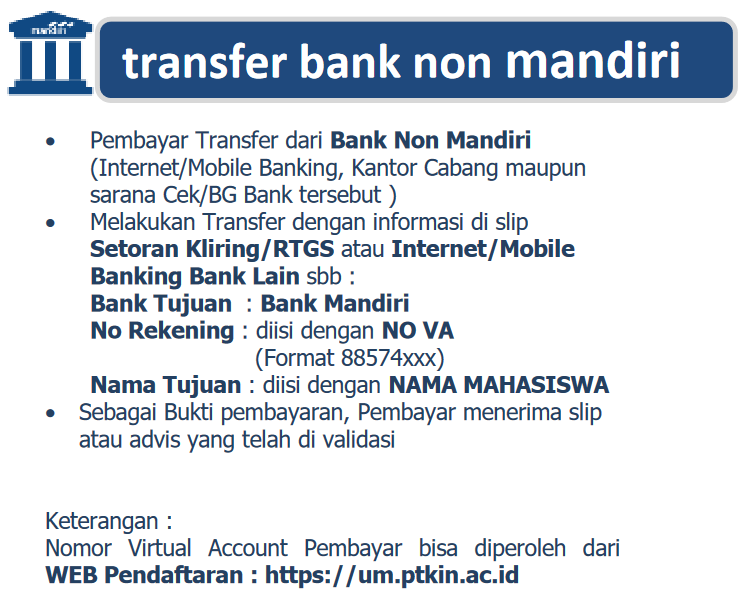 mandiri
transfer bank non mandiri
• Pembayar Transfer dari Bank Non Mandiri
(Internet/Mobile Banking, Kantor Cabang maupun
sarana Cek/BG Bank tersebut )
• Melakukan Transfer dengan informasi di slip
Setoran Kliring/RTGS atau Internet/Mobile
Banking Bank Lain sbb :
Bank Tujuan : Bank Mandiri
No Rekening : diisi dengan NO VA
(Format 88574xxx)
Nama Tujuan : diisi dengan NAMA MAHASISWA
• Sebagai Bukti pembayaran, Pembayar menerima slip
atau advis yang telah di validasi
Keterangan :
Nomor Virtual Account Pembayar bisa diperoleh dari
WEB Pendaftaran : https://um.ptkin.ac.id